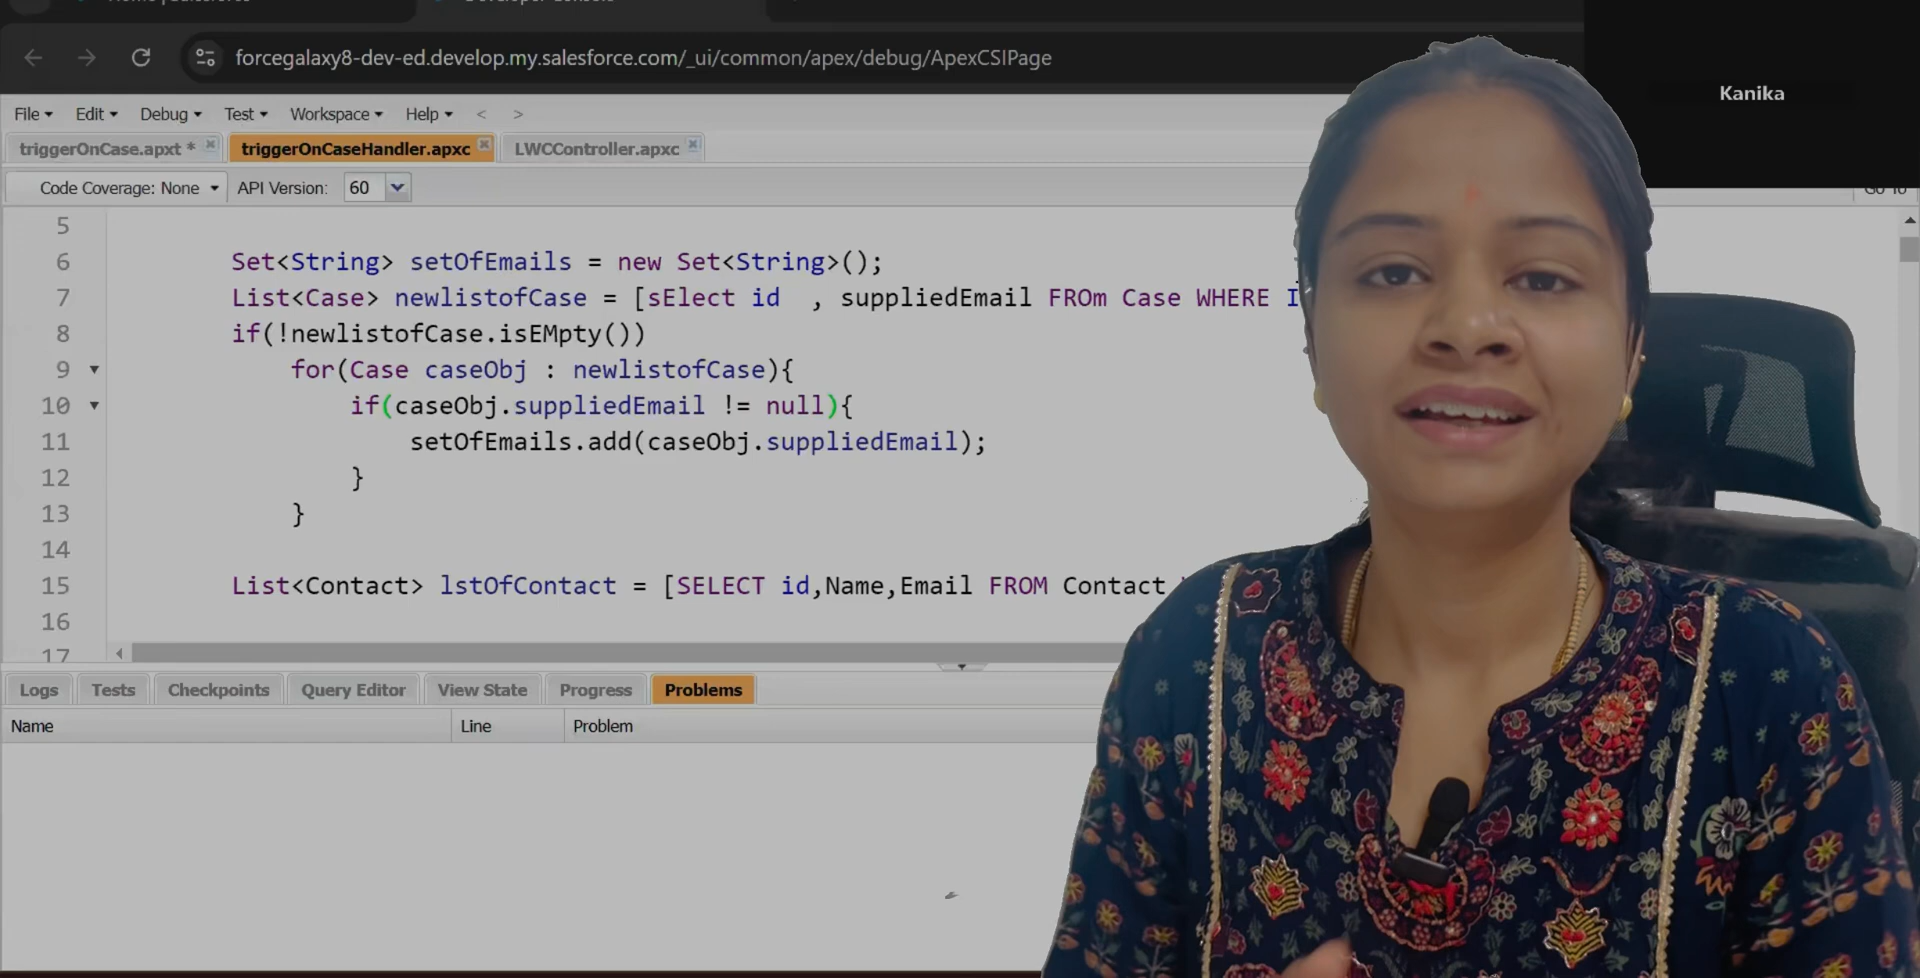 forcegalaxy8-dev-ed.develop.my.salesforce.com/_ui/common/apex/debug/ApexCSIPage
Kanika
File Edit Debug Test Workspace Help < >
triggerOnCase.apxt * triggerOnCaseHandler.apxc LWCController.apxc
Code Coverage: None API Version: 60 Go To
5
6 Set<String> setOfEmails = new Set<String>();
7 List<Case> newlistofCase = [sElect id , suppliedEmail FROm Case WHERE I
8 if(!newlistofCase.isEMpty())
9 for(Case caseObj : newlistofCase){
10 if(caseObj.suppliedEmail != null){
11 setOfEmails.add(caseObj.suppliedEmail);
12 }
13 }
14
15 List<Contact> lstOfContact = [SELECT id,Name,Email FROM Contact
16
17
Logs Tests Checkpoints Query Editor View State Progress Problems
Name Line Problem